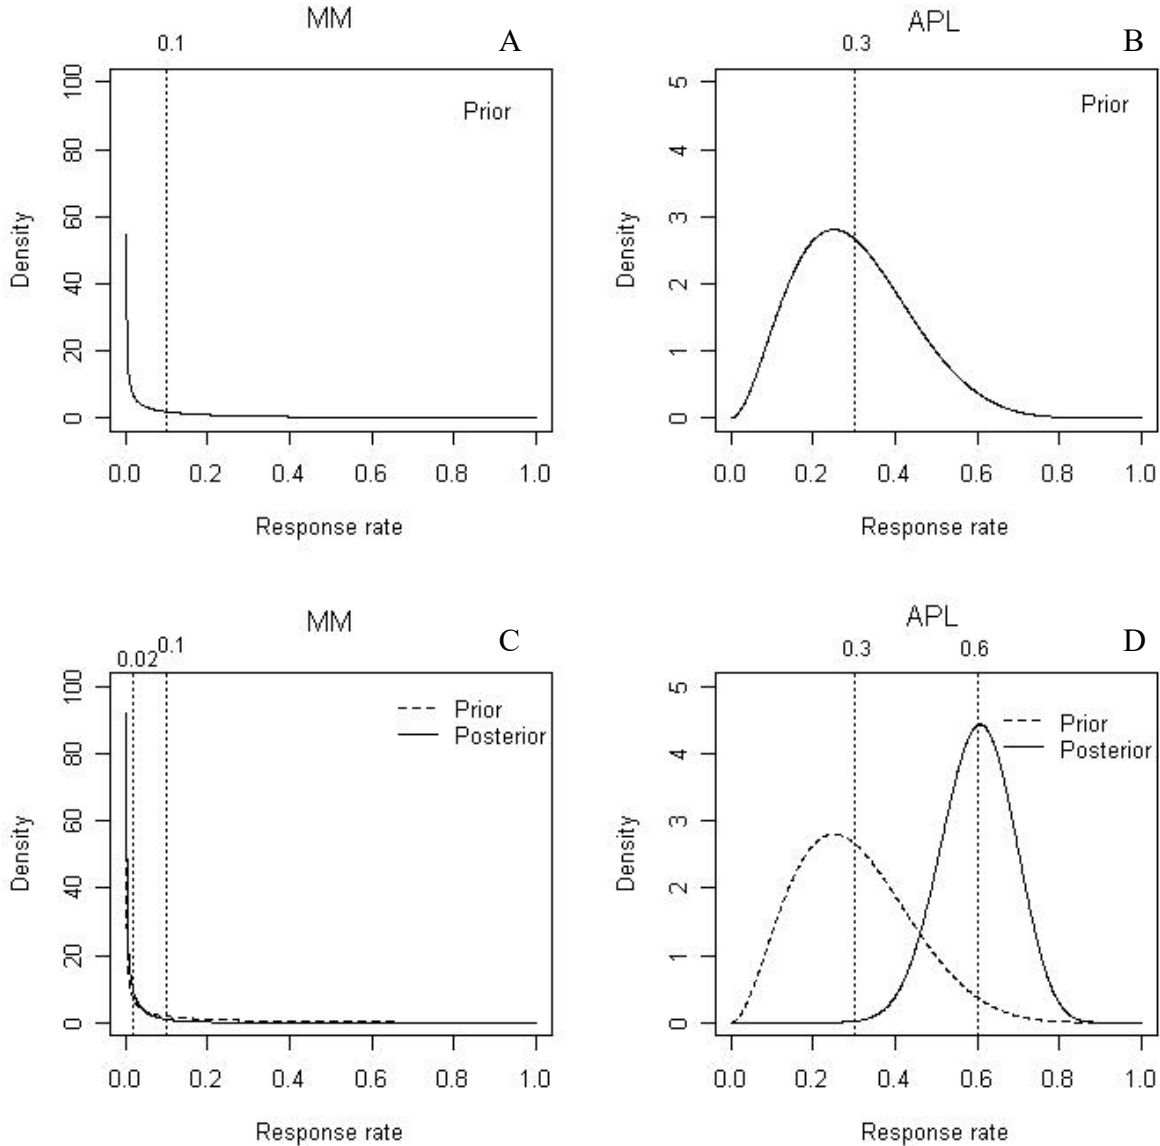 MM
A
0.1
Prior
Density
0
20
40
60
80
100
0.0 0.2 0.4 0.6 0.8 1.0
Response rate
APL
B
0.3
Prior
Density
0
1
2
3
4
5
0.0 0.2 0.4 0.6 0.8 1.0
Response rate
MM
C
0.02 0.1
Prior
Posterior
Density
0
20
40
60
80
100
0.0 0.2 0.4 0.6 0.8 1.0
Response rate
APL
D
0.3 0.6
Prior
Posterior
Density
0
1
2
3
4
5
0.0 0.2 0.4 0.6 0.8 1.0
Response rate